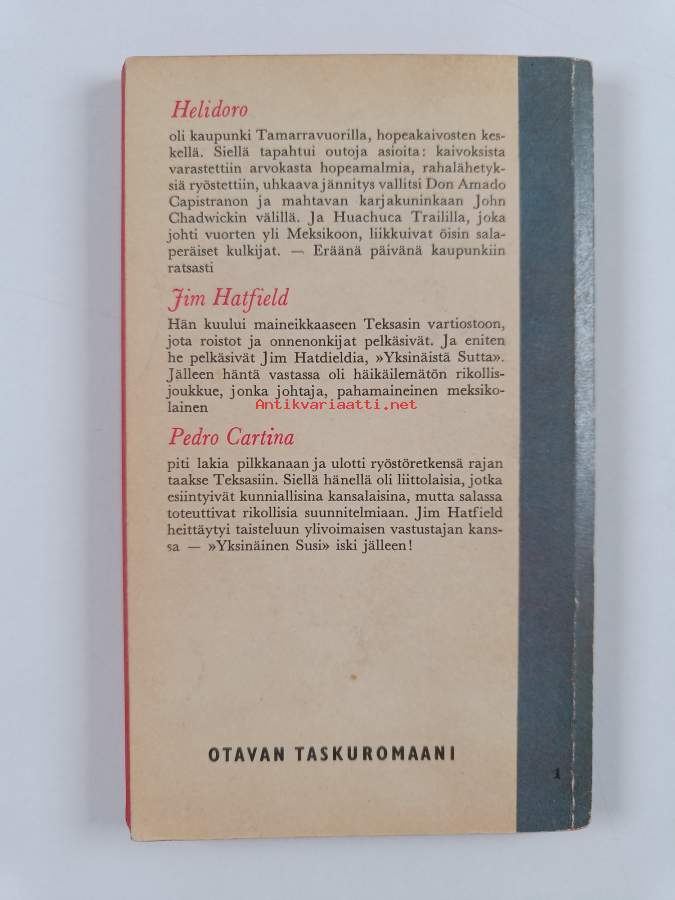 Helidoro
oli kaupunki Tamarravuorilla, hopeakaivosten kes-
kellä. Siellä tapahtui outoja asioita: kaivoksista
varastettiin arvokasta hopeamalmia, rahalähetyk-
siä ryöstettiin, uhkaava jännitys vallitsi Don Amado
Capistranon ja mahtavan karjakuninkaan John
Chadwickin välillä. Ja Huachuca Traililla, joka
johti vuorten yli Meksikoon, liikkuivat öisin sala-
peräiset kulkijat. — Eräänä päivänä kaupunkiin
ratsasti
Jim Hatfield
Hän kuului maineikkaaseen Teksasin vartiostoon,
jota roistot ja onnenonkijat pelkäsivät. Ja eniten
he pelkäsivät Jim Hatdieldia, »Yksinäistä Sutta».
Jälleen häntä vastassa oli häikäilemätön rikollis-
joukkue, jonka johtaja, pahamaineinen meksiko-
lainen
Antikvariaatti.net
Pedro Cartina
piti lakia pilkkanaan ja ulotti ryöstöretkensä rajan
taakse Teksasiin. Siellä hänellä oli liittolaisia, jotka
esiintyivät kunniallisina kansalaisina, mutta salassa
toteuttivat rikollisia suunnitelmiaan. Jim Hatfield
heittäytyi taisteluun ylivoimaisen vastustajan kans-
sa — »Yksinäinen Susi» iski jälleen!
OTAVAN TASKUROMAANI
1